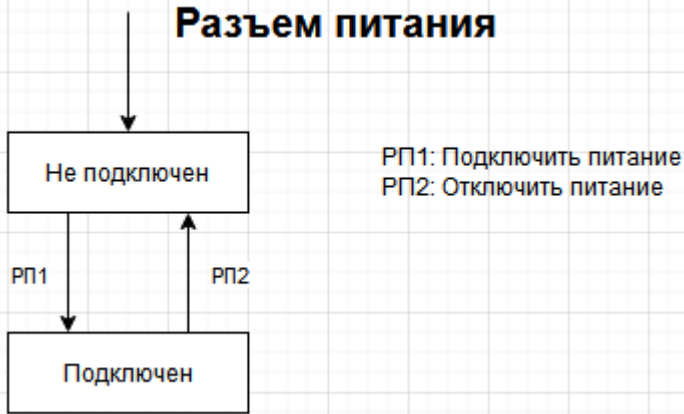 Разъем питания
Не подключен
РП1: Подключить питание
РП2: Отключить питание
РП1
РП2
Подключен